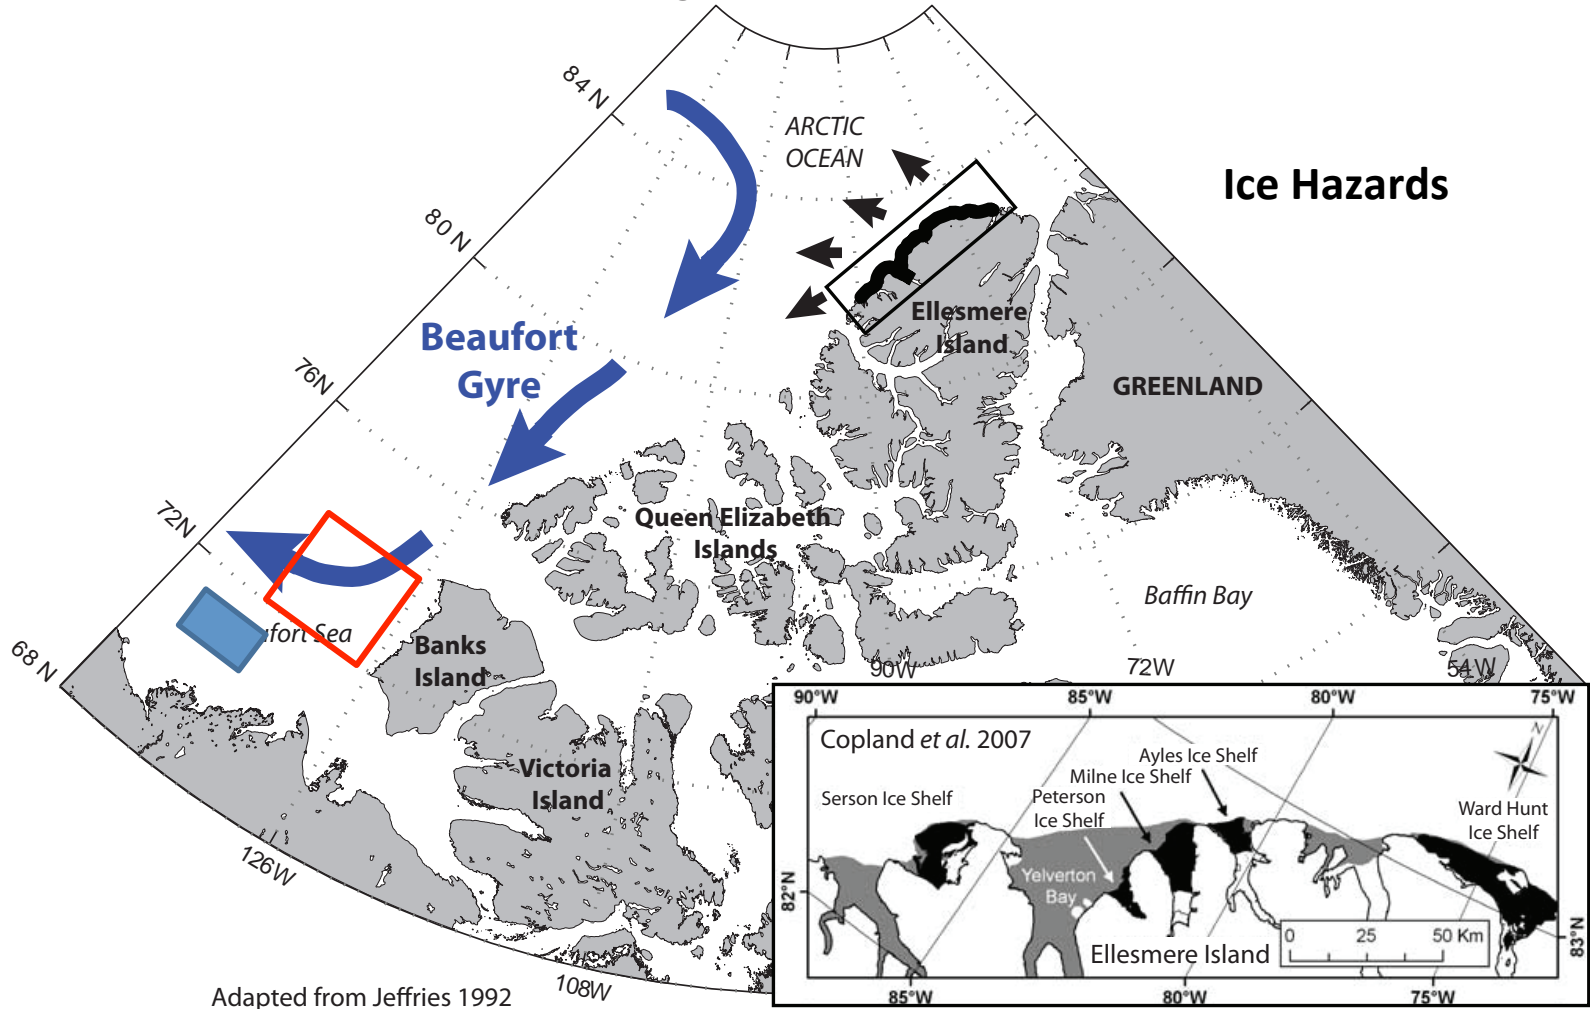 84 N
ARCTIC
OCEAN
Ice Hazards
80 N
Ellesmere
Island
Beaufort
Gyre
76N
GREENLAND
72N
Queen Elizabeth
Islands
Baffin Bay
ufort Sea
Banks
Island
68 N
90W
72W
54W
Victoria
Island
126W
108W
Adapted from Jeffries 1992
90°W
85°W
80°W
75°W
Copland et al. 2007
N
Ayles Ice Shelf
Milne Ice Shelf
Peterson
Ice Shelf
Serson Ice Shelf
Ward Hunt
Ice Shelf
Yelverton
Bay
82°N
83°N
Ellesmere Island
0 25 50 Km
85°W
80°W
75°W